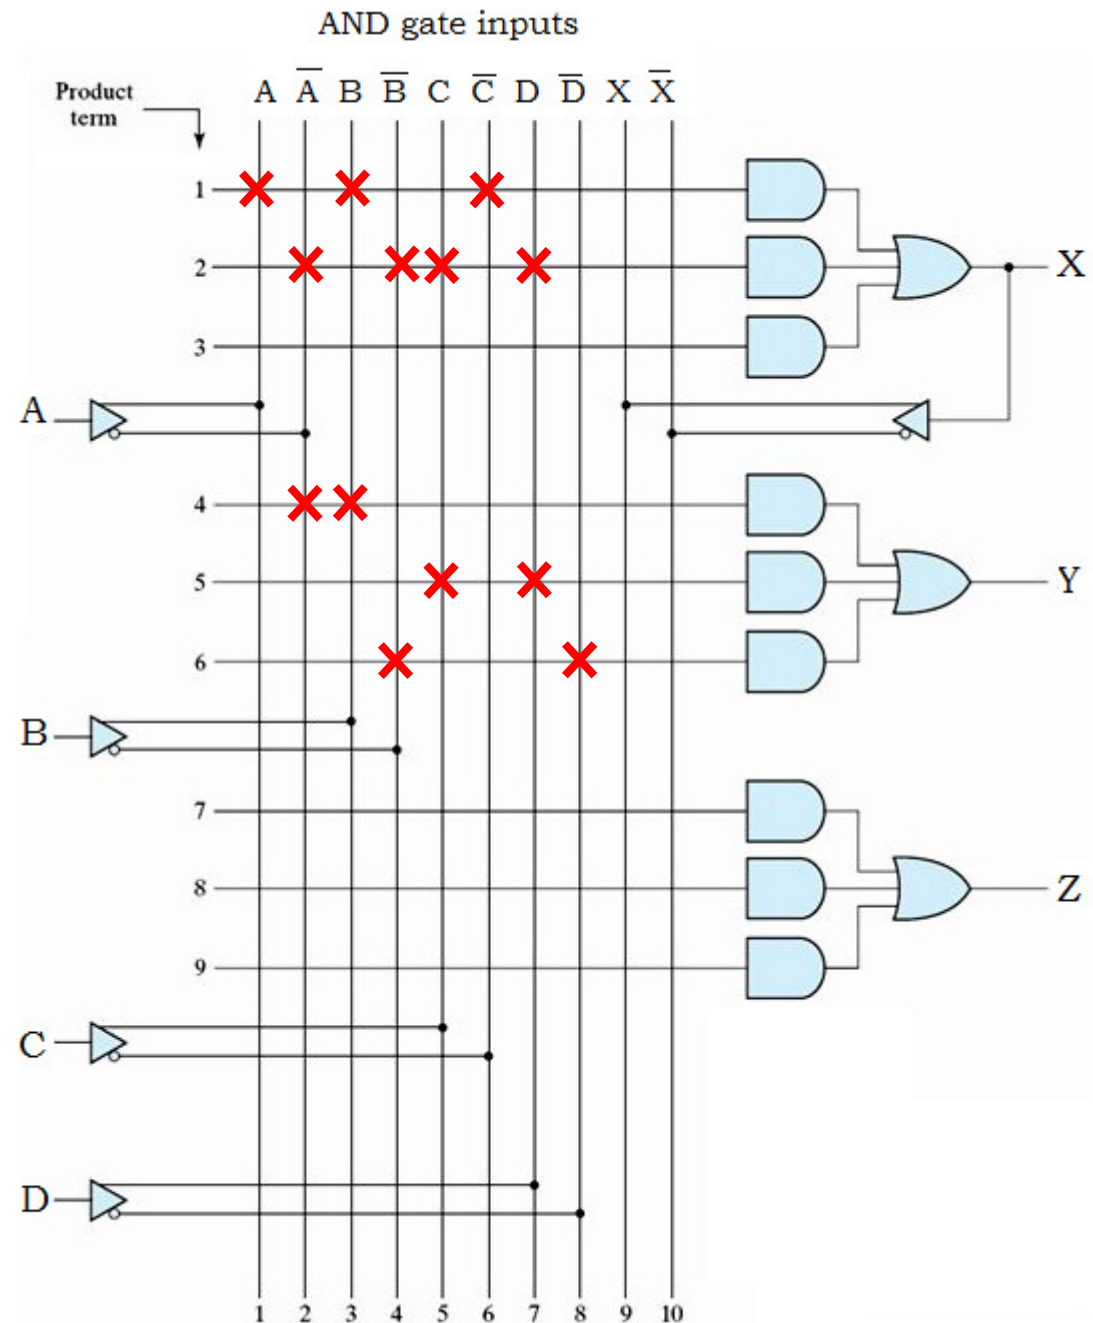 AND gate inputs
A A̅ B B̅ C C̅ D D̅ X X̅
Product
term
1
2
X
3
A
4
5
Y
6
B
7
8
Z
9
C
D
1 2 3 4 5 6 7 8 9 10